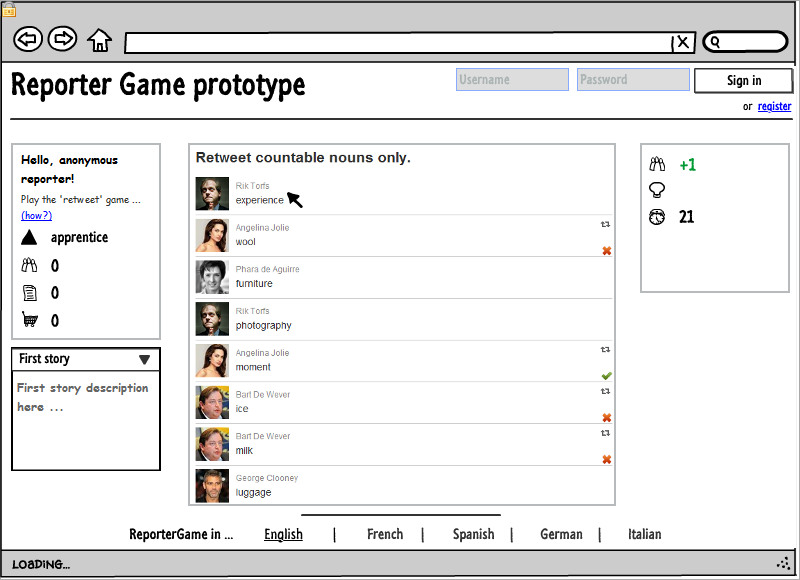 Reporter Game prototype
Username
Password
Sign in
or register
Hello, anonymous
reporter!
Play the 'retweet' game ...
(how?)
apprentice
0
0
0
First story
First story description
here ...
Retweet countable nouns only.
Rik Torfs
experience
Angelina Jolie
wool
Phara de Aguirre
furniture
Rik Torfs
photography
Angelina Jolie
moment
Bart De Wever
ice
Bart De Wever
milk
George Clooney
luggage
+1
21
ReporterGame in ... English | French | Spanish | German | Italian
LOADING...